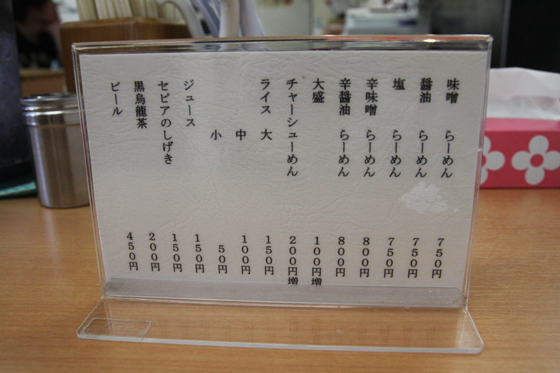 味噌 らーめん 750円
醤油 らーめん 750円
塩 らーめん 750円
辛味噌 らーめん 800円
辛醤油 らーめん 800円
大盛 100円増
チャーシューめん 200円増
ライス 大 150円
中 100円
小 50円
ジュース 150円
セピアのしげき 150円
黒烏龍茶 200円
ビール 450円